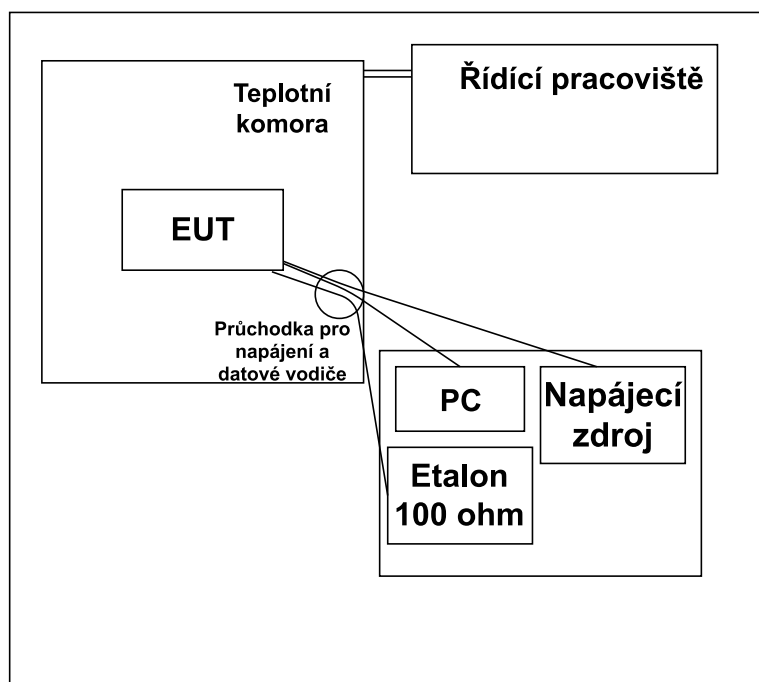 Teplotní
komora
Řídící pracoviště
EUT
Průchodka pro
napájení a
datové vodiče
PC
Napájecí
zdroj
Etalon
100 ohm